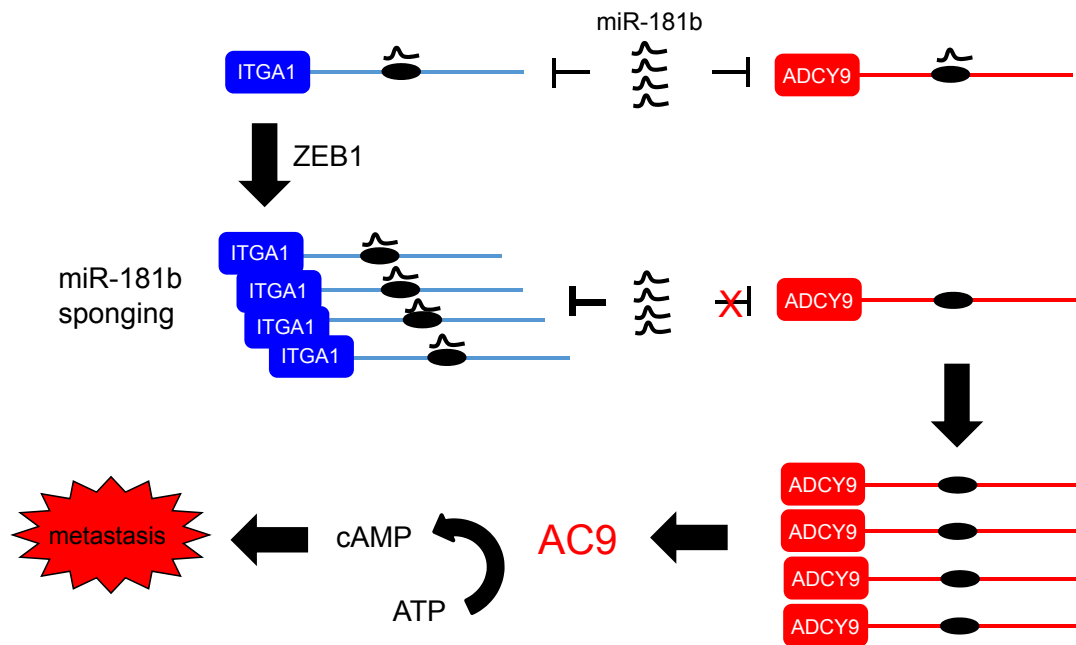 miR-181b
ITGA1
ADCY9
ZEB1
miR-181b
sponging
ITGA1
ITGA1
ITGA1
ITGA1
X
ADCY9
ADCY9
ADCY9
ADCY9
ADCY9
metastasis
cAMP
AC9
ATP